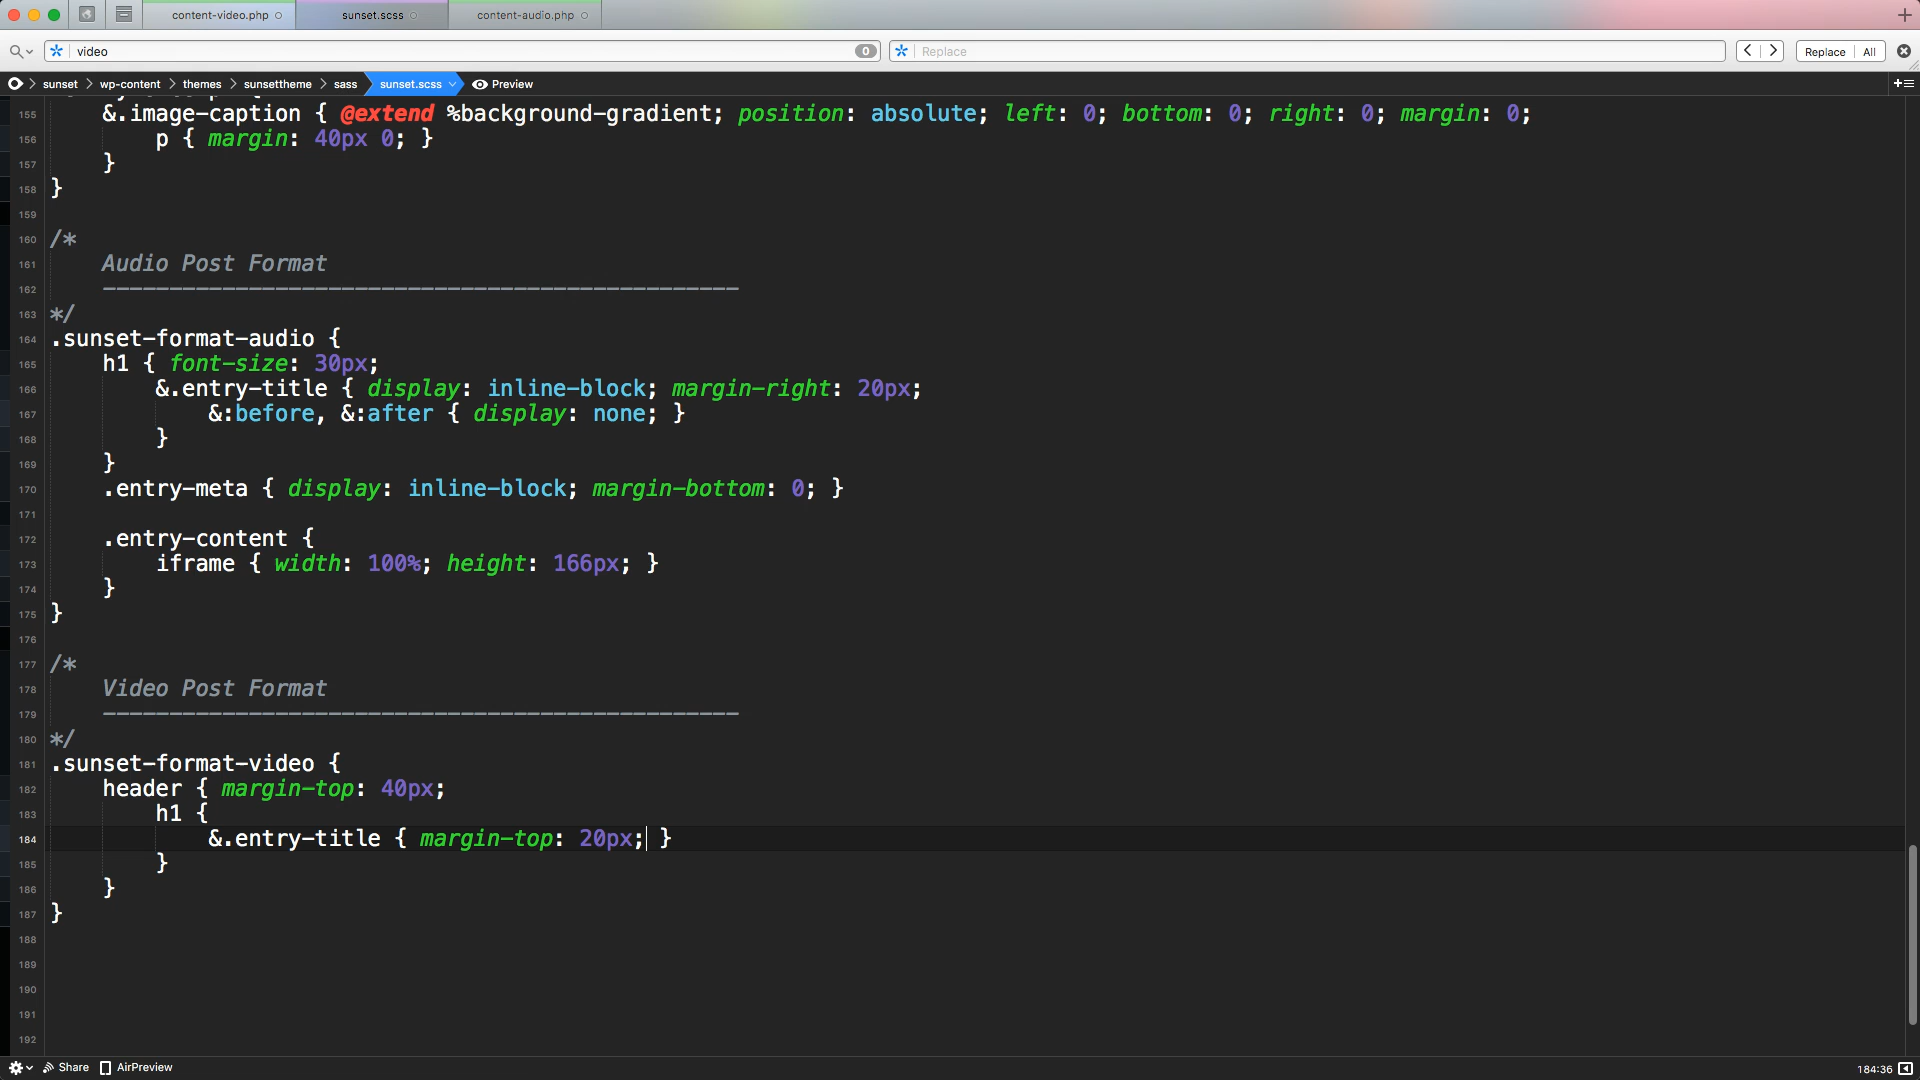 content-video.php
sunset.scss
content-audio.php
video
0
Replace
Replace
All
sunset
wp-content
themes
sunsettheme
sass
sunset.scss
Preview
155 &.image-caption { @extend %background-gradient; position: absolute; left: 0; bottom: 0; right: 0; margin: 0;
156 p { margin: 40px 0; }
157 }
158 }
159
160 /*
161 Audio Post Format
162 ------------------------------------------------
163 */
164 .sunset-format-audio {
165 h1 { font-size: 30px;
166 &.entry-title { display: inline-block; margin-right: 20px;
167 &:before, &:after { display: none; }
168 }
169 }
170 .entry-meta { display: inline-block; margin-bottom: 0; }
171
172 .entry-content {
173 iframe { width: 100%; height: 166px; }
174 }
175 }
176
177 /*
178 Video Post Format
179 ------------------------------------------------
180 */
181 .sunset-format-video {
182 header { margin-top: 40px;
183 h1 {
184 &.entry-title { margin-top: 20px; }
185 }
186 }
187 }
188
189
190
191
192
Share
AirPreview
184:36